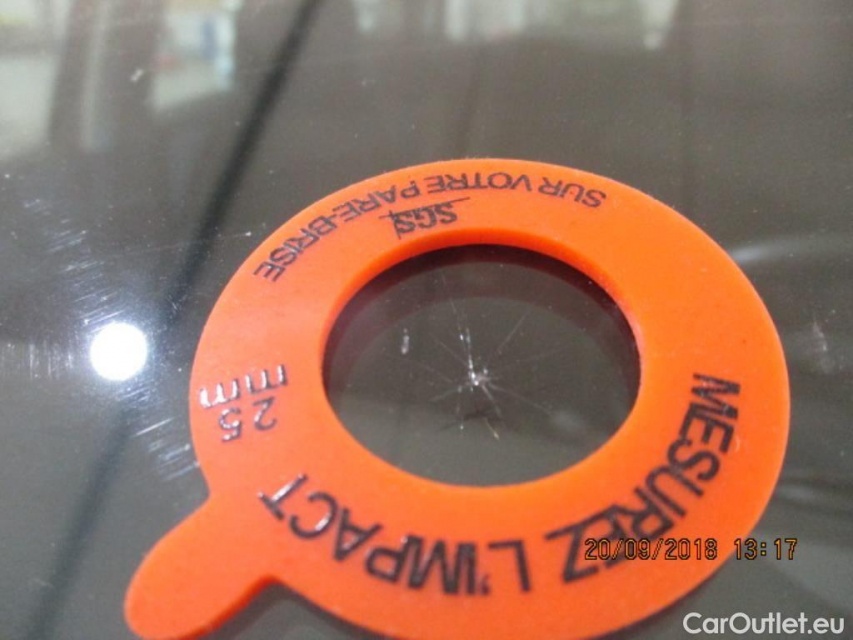 SUR VOTRE PARE-BRISE
SGS
25
mm
MESUREZ L'IMPACT
20/09/2018 13:17
CarOutlet.eu